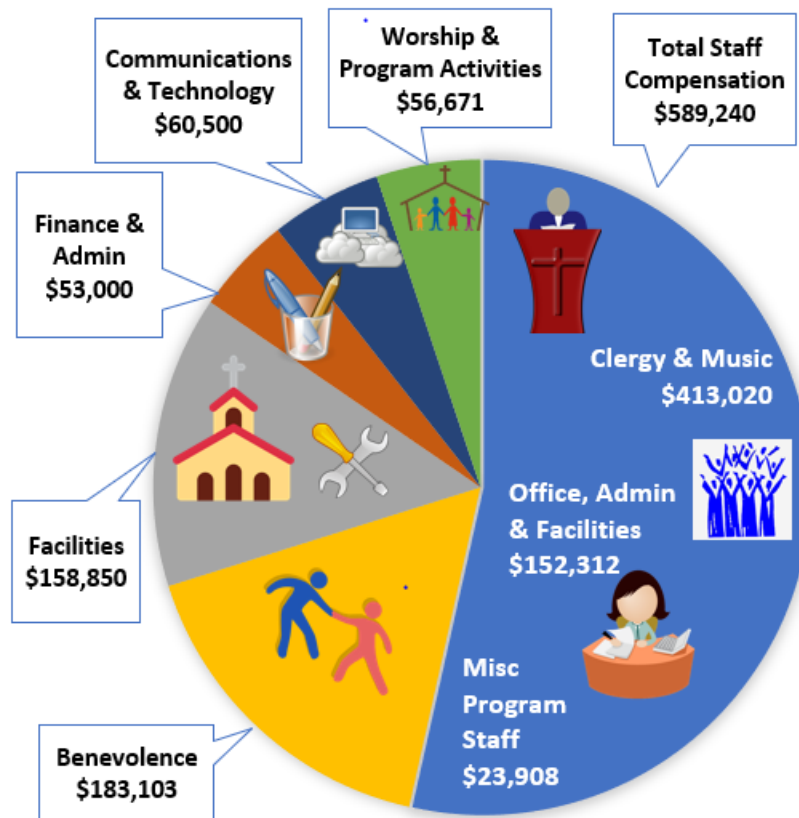 Communications
& Technology
$60,500
Worship &
Program Activities
$56,671
Total Staff
Compensation
$589,240
Finance &
Admin
$53,000
Clergy & Music
$413,020
Office, Admin
& Facilities
$152,312
Facilities
$158,850
Misc
Program
Staff
$23,908
Benevolence
$183,103